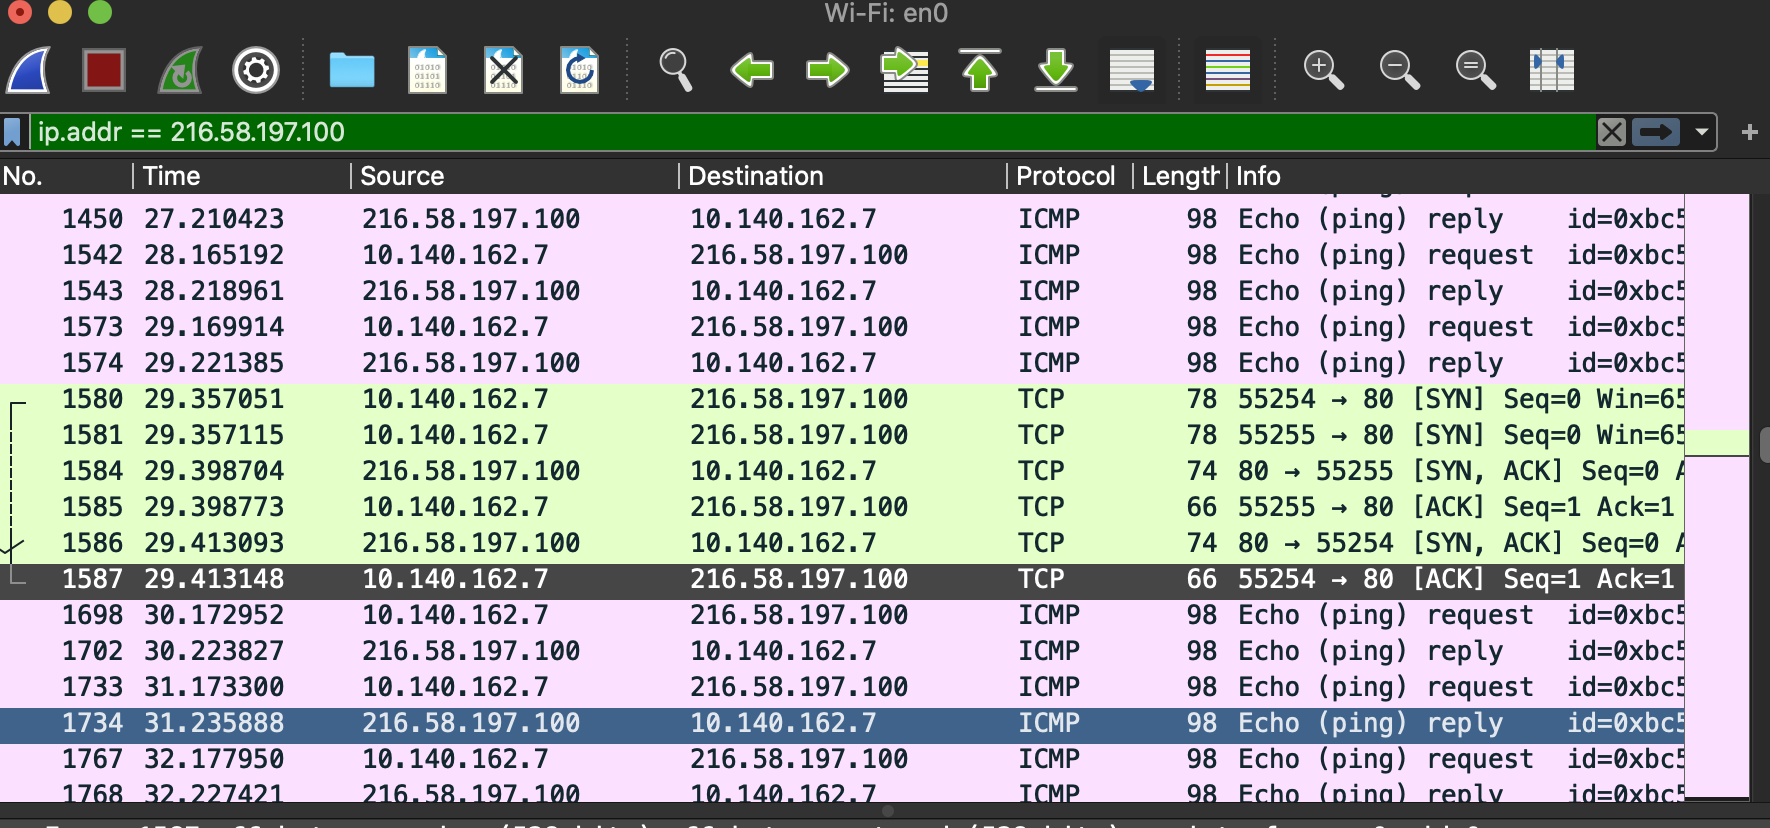 Wi-Fi: en0
ip.addr == 216.58.197.100
No. Time Source Destination Protocol Length Info
1450 27.210423 216.58.197.100 10.140.162.7 ICMP 98 Echo (ping) reply id=0xbc5
1542 28.165192 10.140.162.7 216.58.197.100 ICMP 98 Echo (ping) request id=0xbc5
1543 28.218961 216.58.197.100 10.140.162.7 ICMP 98 Echo (ping) reply id=0xbc5
1573 29.169914 10.140.162.7 216.58.197.100 ICMP 98 Echo (ping) request id=0xbc5
1574 29.221385 216.58.197.100 10.140.162.7 ICMP 98 Echo (ping) reply id=0xbc5
1580 29.357051 10.140.162.7 216.58.197.100 TCP 78 55254 → 80 [SYN] Seq=0 Win=65
1581 29.357115 10.140.162.7 216.58.197.100 TCP 78 55255 → 80 [SYN] Seq=0 Win=65
1584 29.398704 216.58.197.100 10.140.162.7 TCP 74 80 → 55255 [SYN, ACK] Seq=0 A
1585 29.398773 10.140.162.7 216.58.197.100 TCP 66 55255 → 80 [ACK] Seq=1 Ack=1
1586 29.413093 216.58.197.100 10.140.162.7 TCP 74 80 → 55254 [SYN, ACK] Seq=0 A
1587 29.413148 10.140.162.7 216.58.197.100 TCP 66 55254 → 80 [ACK] Seq=1 Ack=1
1698 30.172952 10.140.162.7 216.58.197.100 ICMP 98 Echo (ping) request id=0xbc5
1702 30.223827 216.58.197.100 10.140.162.7 ICMP 98 Echo (ping) reply id=0xbc5
1733 31.173300 10.140.162.7 216.58.197.100 ICMP 98 Echo (ping) request id=0xbc5
1734 31.235888 216.58.197.100 10.140.162.7 ICMP 98 Echo (ping) reply id=0xbc5
1767 32.177950 10.140.162.7 216.58.197.100 ICMP 98 Echo (ping) request id=0xbc5
1768 32.227421 216.58.197.100 10.140.162.7 ICMP 98 Echo (ping) reply id=0xbc5